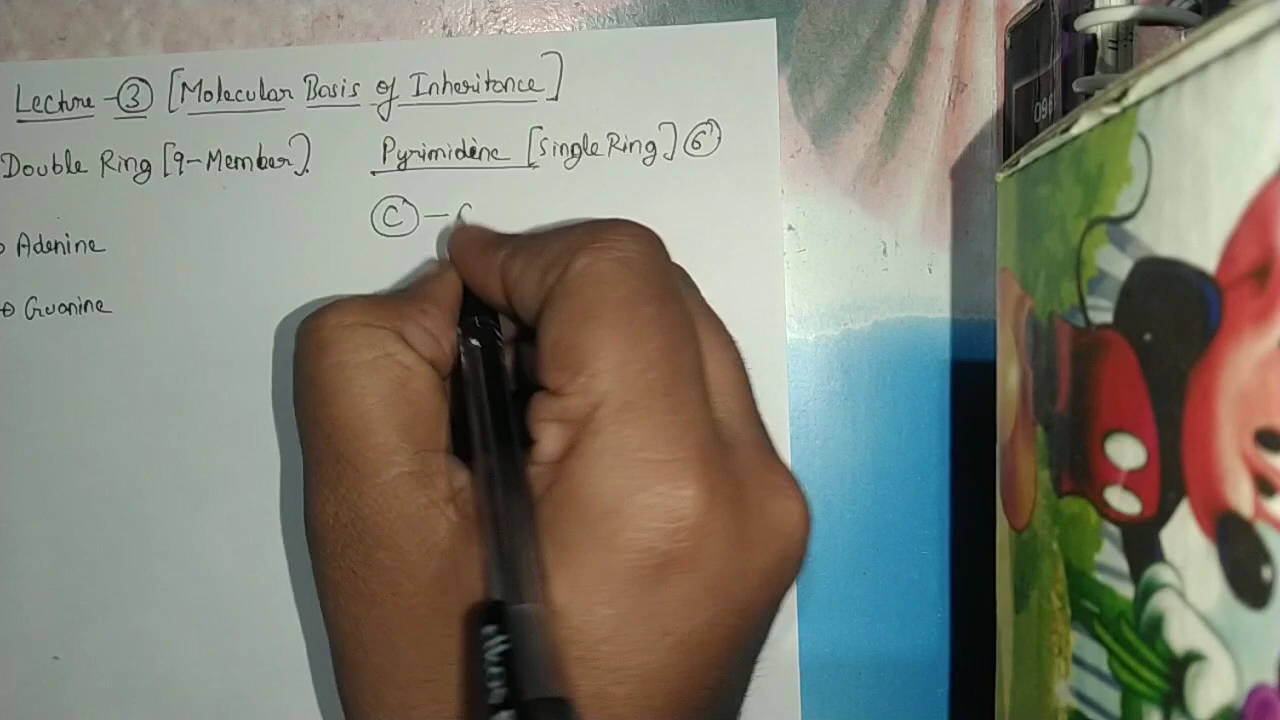 Lecture - ③ [Molecular Basis of Inheritance]
Double Ring [9-Member].
Pyrimidine [Single Ring] ⑥
Ⓒ - C
Adenine
Guanine